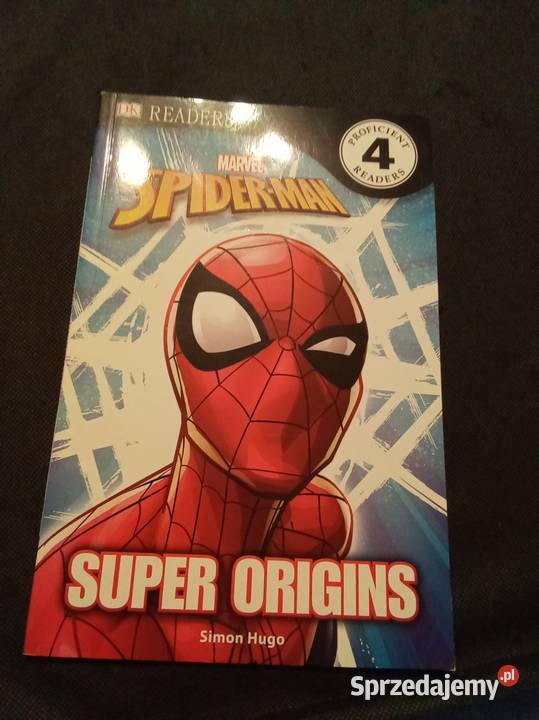 DK READERS
PROFICIENT
4
READERS
MARVEL
SPIDER-MAN
SUPER ORIGINS
Simon Hugo
Sprzedajemy.pl